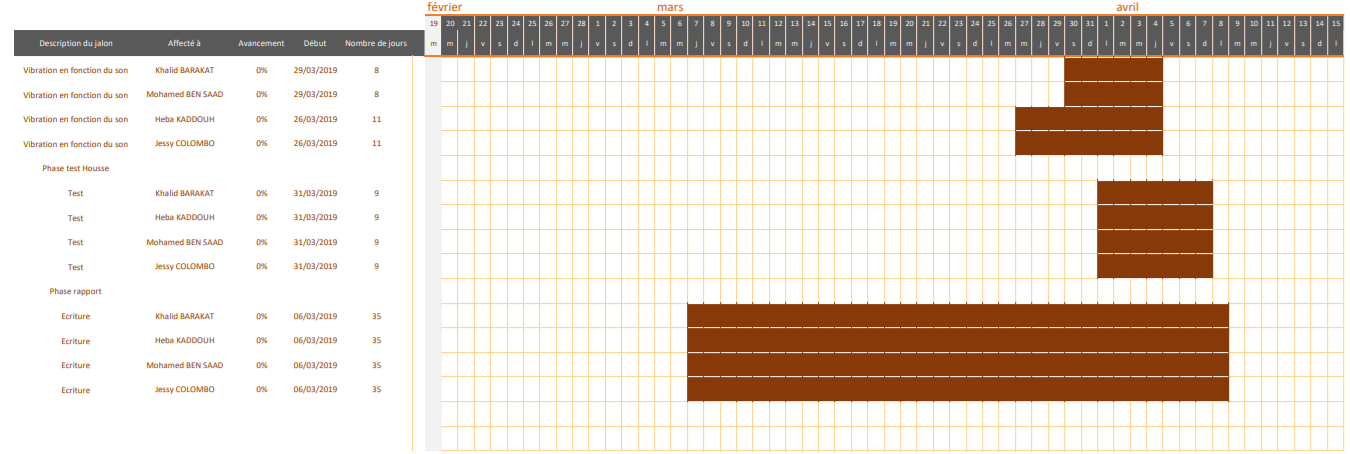 février mars avril
19 20 21 22 23 24 25 26 27 28 1 2 3 4 5 6 7 8 9 10 11 12 13 14 15 16 17 18 19 20 21 22 23 24 25 26 27 28 29 30 31 1 2 3 4 5 6 7 8 9 10 11 12 13 14 15
Description du jalon Affecté à Avancement Début Nombre de jours m m j v s d l m m j v s d l m m j v s d l m m j v s d l m m j v s d l m m j v s d l m m j v s d l m m j v s d l
Vibration en fonction du son Khalid BARAKAT 0% 29/03/2019 8
Vibration en fonction du son Mohamed BEN SAAD 0% 29/03/2019 8
Vibration en fonction du son Heba KADDOUH 0% 26/03/2019 11
Vibration en fonction du son Jessy COLOMBO 0% 26/03/2019 11
Phase test Housse
Test Khalid BARAKAT 0% 31/03/2019 9
Test Heba KADDOUH 0% 31/03/2019 9
Test Mohamed BEN SAAD 0% 31/03/2019 9
Test Jessy COLOMBO 0% 31/03/2019 9
Phase rapport
Ecriture Khalid BARAKAT 0% 06/03/2019 35
Ecriture Heba KADDOUH 0% 06/03/2019 35
Ecriture Mohamed BEN SAAD 0% 06/03/2019 35
Ecriture Jessy COLOMBO 0% 06/03/2019 35